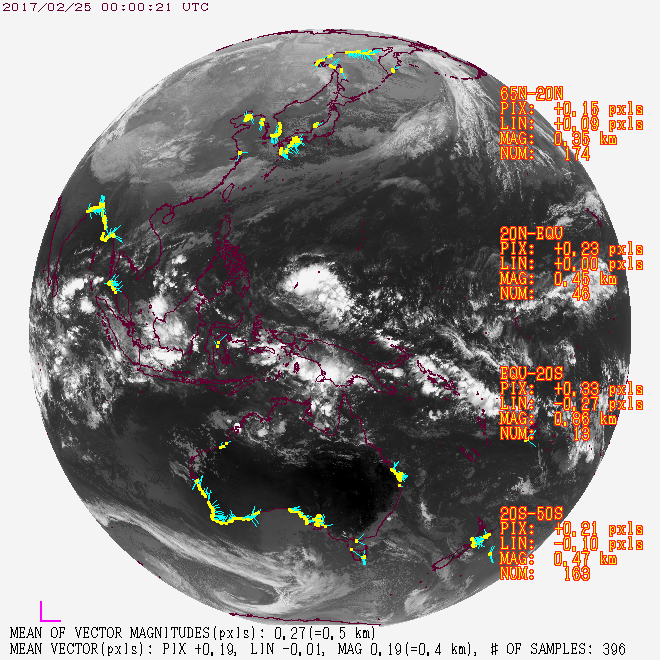 2017/02/25 00:00:21 UTC
65N-20N
PIX: +0.15 pxls
LIN: +0.09 pxls
MAG: 0.35 km
NUM: 174
20N-EQU
PIX: +0.23 pxls
LIN: +0.00 pxls
MAG: 0.45 km
NUM: 46
EQU-20S
PIX: +0.33 pxls
LIN: -0.27 pxls
MAG: 0.86 km
NUM: 13
20S-50S
PIX: +0.21 pxls
LIN: -0.10 pxls
MAG: 0.47 km
NUM: 163
MEAN OF VECTOR MAGNITUDES(pxls): 0.27(=0.5 km)
MEAN VECTOR(pxls): PIX +0.19, LIN -0.01, MAG 0.19(=0.4 km), # OF SAMPLES: 396